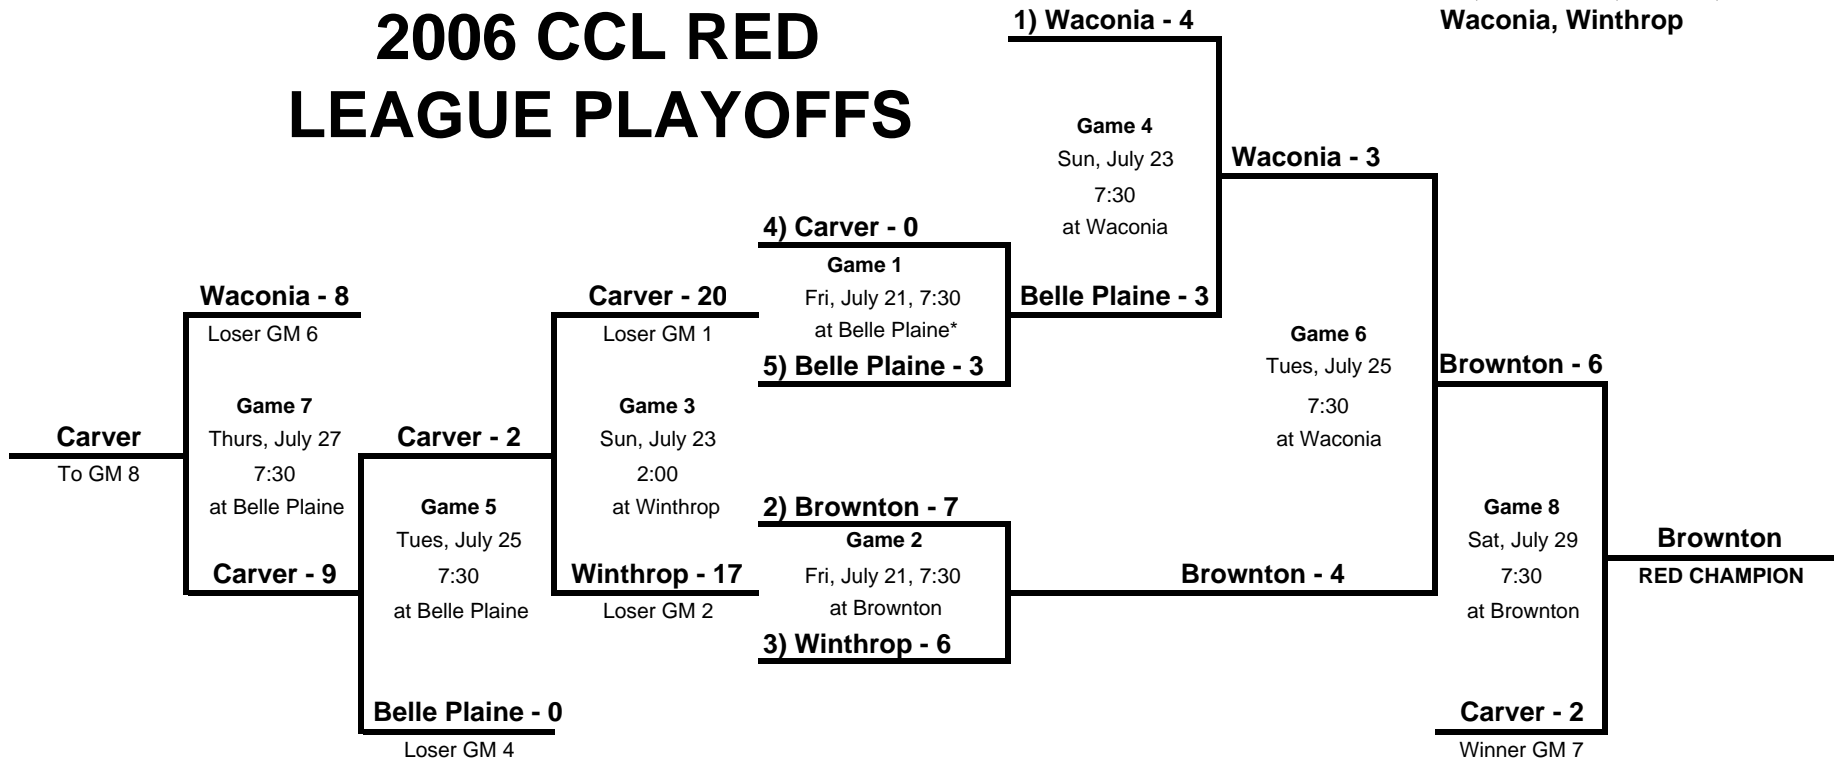 2006 CCL RED
LEAGUE PLAYOFFS
1) Waconia - 4
Waconia, Winthrop
Game 4
Sun, July 23
7:30
at Waconia
Waconia - 3
4) Carver - 0
Game 1
Fri, July 21, 7:30
at Belle Plaine*
5) Belle Plaine - 3
Belle Plaine - 3
Waconia - 8
Loser GM 6
Carver - 20
Loser GM 1
Game 6
Tues, July 25
7:30
at Waconia
Brownton - 6
Game 7
Thurs, July 27
7:30
at Belle Plaine
Game 3
Sun, July 23
2:00
at Winthrop
Carver
To GM 8
Carver - 2
Game 5
Tues, July 25
7:30
at Belle Plaine
2) Brownton - 7
Game 2
Fri, July 21, 7:30
at Brownton
3) Winthrop - 6
Carver - 9
Winthrop - 17
Loser GM 2
Brownton - 4
Game 8
Sat, July 29
7:30
at Brownton
Brownton
RED CHAMPION
Belle Plaine - 0
Loser GM 4
Carver - 2
Winner GM 7